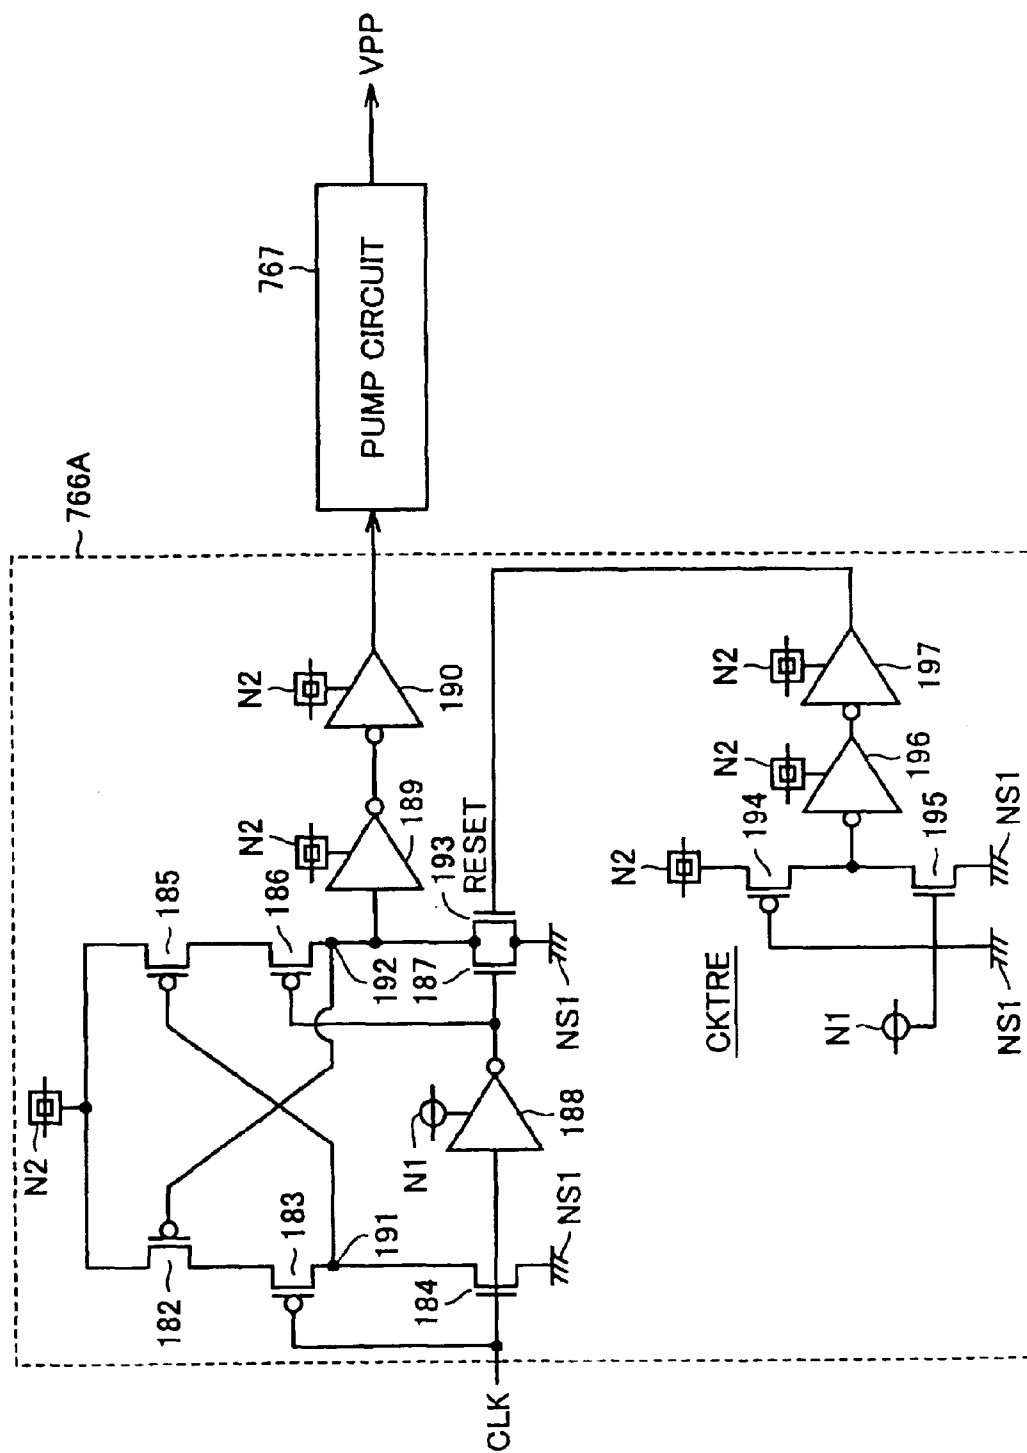 VPP
767
PUMP CIRCUIT
766A
N2
190
N2
189
N2
185
186
192
187
193
RESET
NS1
182
183
191
184
NS1
N1
188
CLK
N2
197
N2
196
N2
194
195
NS1
NS1
N1
CKTRE